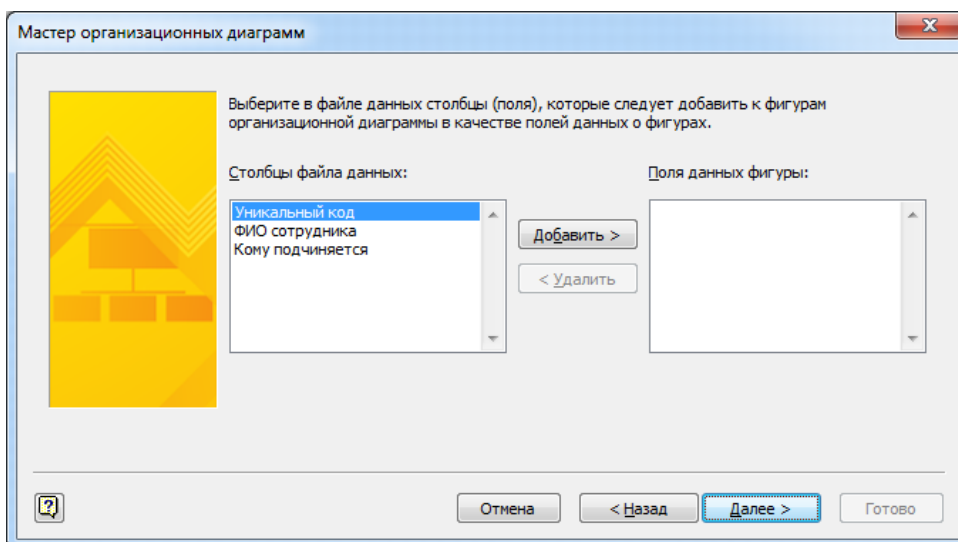 Мастер организационных диаграмм
Выберите в файле данных столбцы (поля), которые следует добавить к фигурам
организационной диаграммы в качестве полей данных о фигурах.
Столбцы файла данных:
Поля данных фигуры:
Уникальный код
ФИО сотрудника
Кому подчиняется
Добавить >
< Удалить
Отмена
< Назад
Далее >
Готово